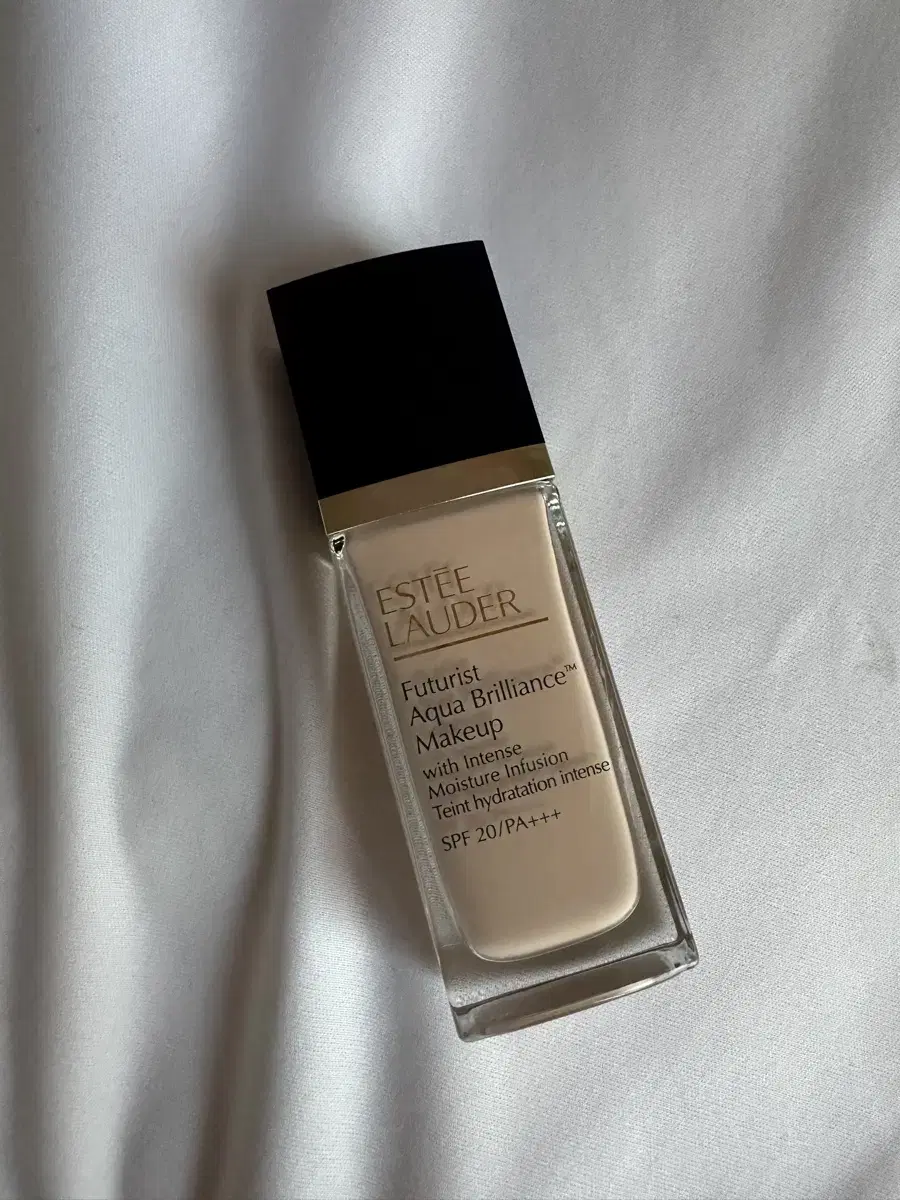 ESTĒE
LAUDER
Futurist
Aqua Brilliance™
Makeup
with Intense
Moisture Infusion
Teint hydratation intense
SPF 20/PA+++